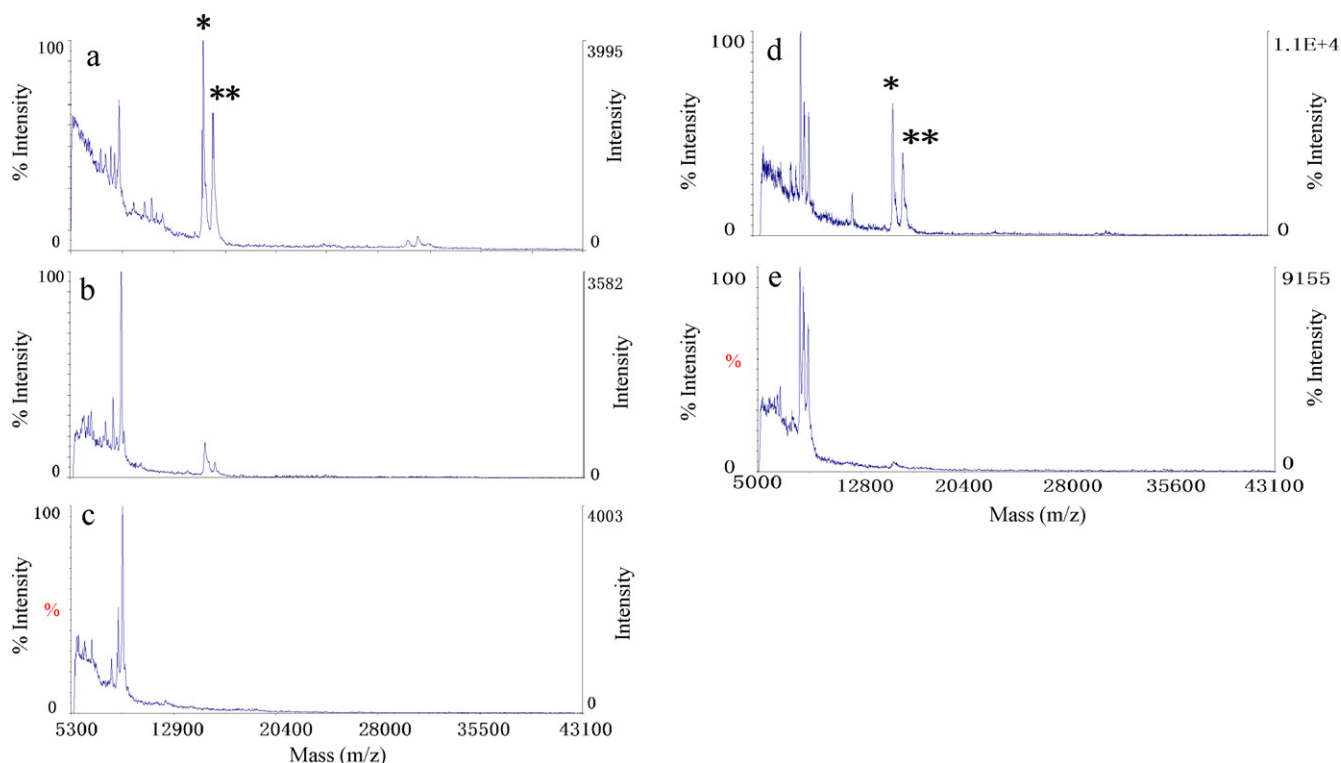 *
100
a
3995
**
% Intensity
Intensity
0
0
100
b
3582
% Intensity
Intensity
0
0
100
c
4003
% Intensity
%
Intensity
0
0
5300 12900 20400 28000 35500 43100
Mass (m/z)
100
d
1.1E+4
*
**
% Intensity
% Intensity
0
0
100
e
9155
% Intensity
%
% Intensity
0
0
5000 12800 20400 28000 35600 43100
Mass (m/z)